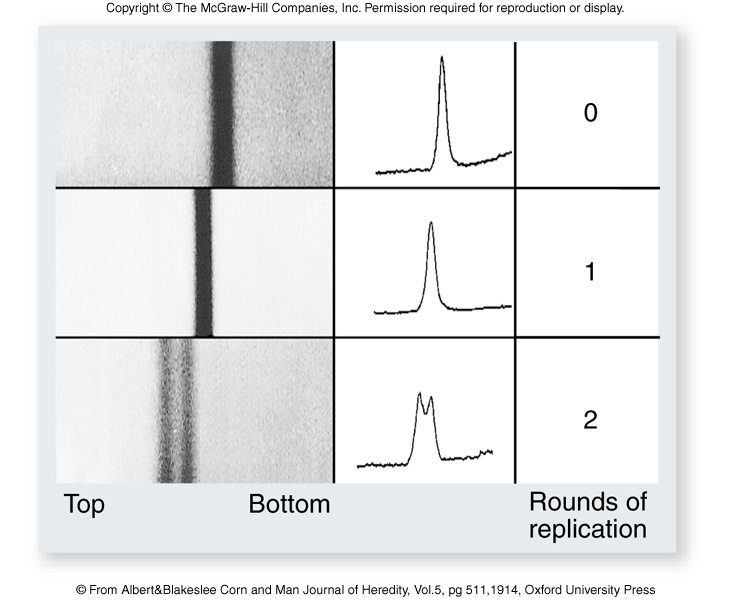 Copyright © The McGraw-Hill Companies, Inc. Permission required for reproduction or display.
0
1
2
Top Bottom Rounds of
replication
© From Albert&Blakeslee Corn and Man Journal of Heredity, Vol.5, pg 511,1914, Oxford University Press